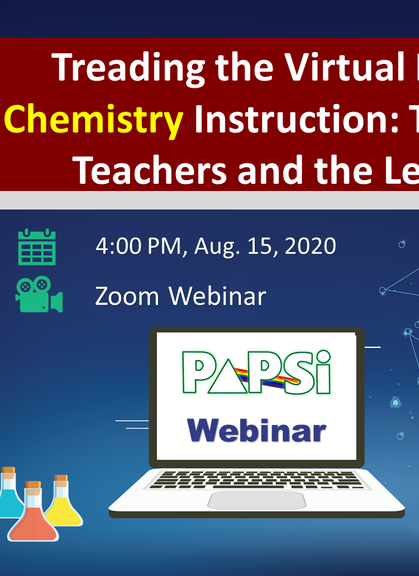 Treading the Virtual
Chemistry Instruction:
Teachers and the
4:00 PM, Aug. 15, 2020
Zoom Webinar
PAPSi
Webinar